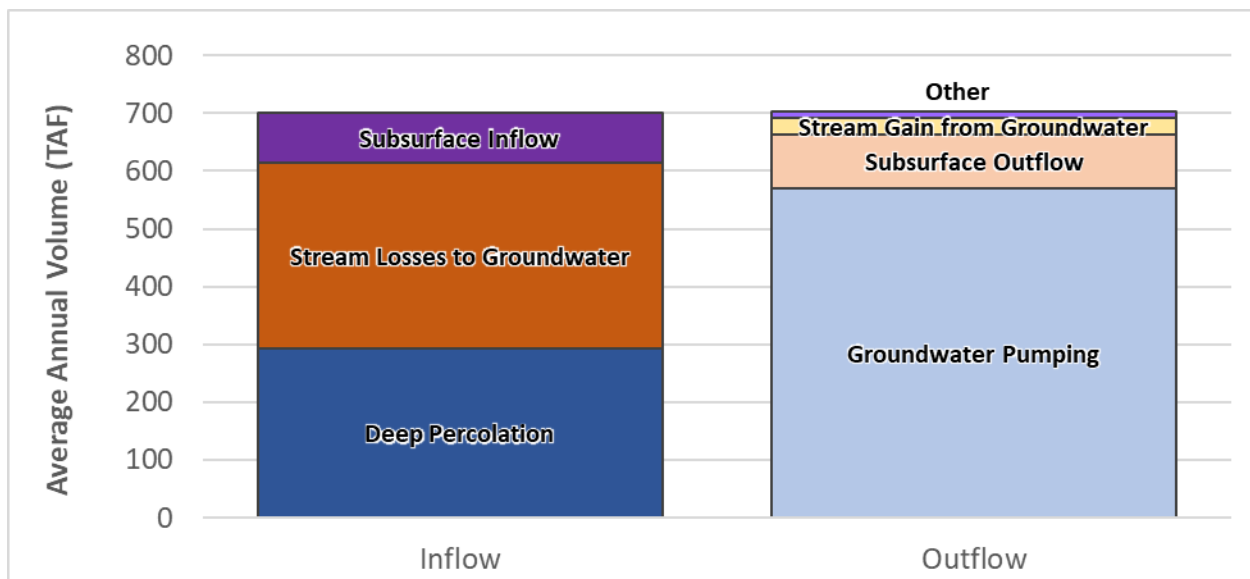 Average Annual Volume (TAF)
800
700
600
500
400
300
200
100
0
Subsurface Inflow
Stream Losses to Groundwater
Deep Percolation
Other
Stream Gain from Groundwater
Subsurface Outflow
Groundwater Pumping
Inflow
Outflow